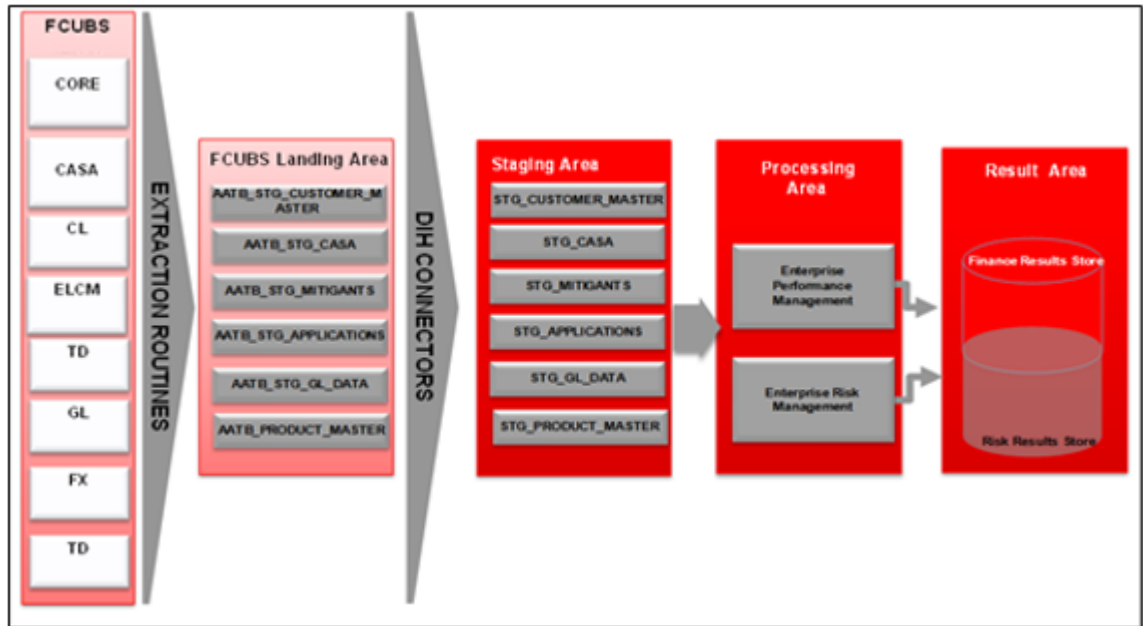 FCUBS
CORE
CASA
CL
ELCM
TD
GL
FX
TD
EXTRACTION ROUTINES
FCUBS Landing Area
AATB_STG_CUSTOMER_M
ASTER
AATB_STG_CASA
AATB_STG_MITIGANTS
AATB_STG_APPLICATIONS
AATB_STG_GL_DATA
AATB_PRODUCT_MASTER
DIH CONNECTORS
Staging Area
STG_CUSTOMER_MASTER
STG_CASA
STG_MITIGANTS
STG_APPLICATIONS
STG_GL_DATA
STG_PRODUCT_MASTER
Processing
Area
Enterprise
Performance
Management
Enterprise Risk
Management
Result Area
Finance Results Store
Risk Results Store